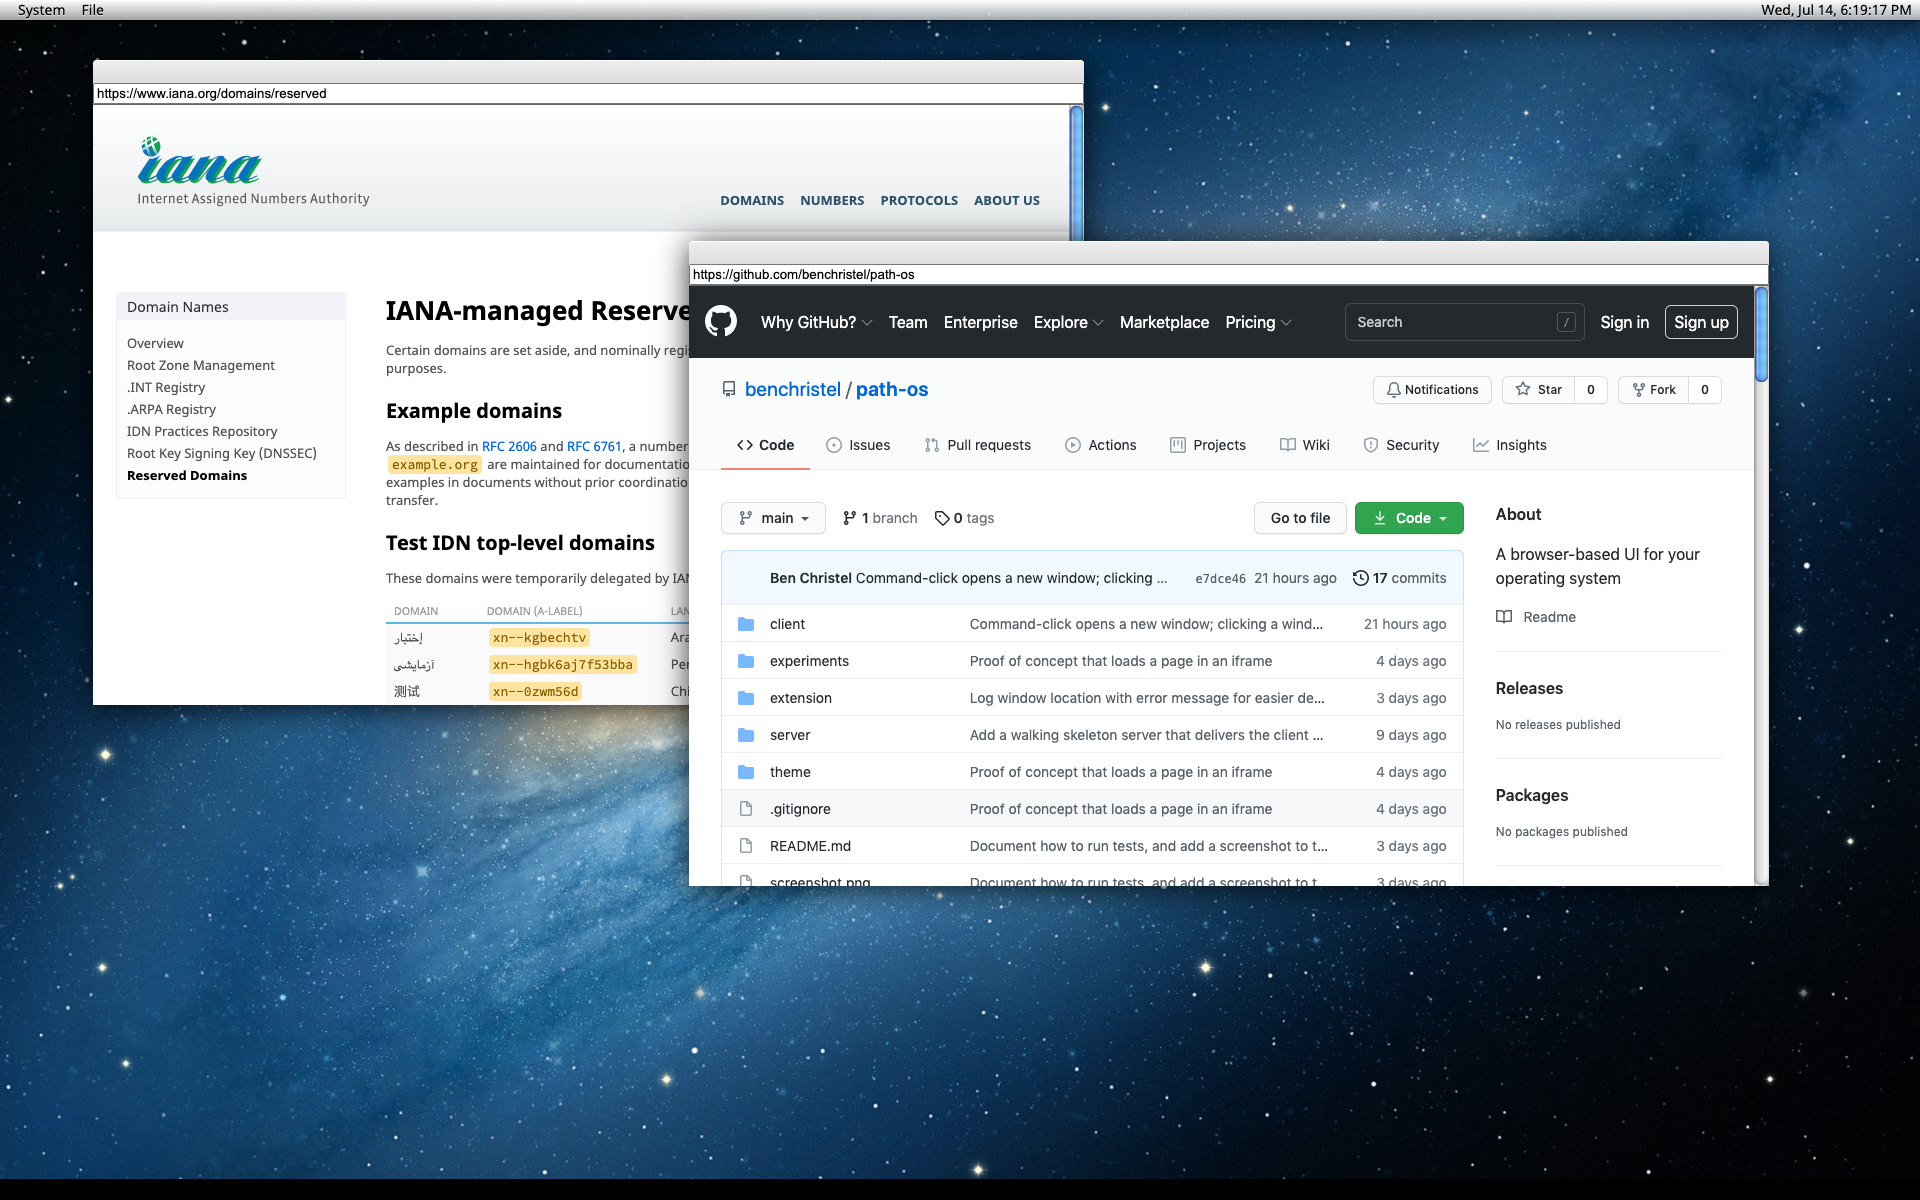 System File
Wed, Jul 14, 6:19:17 PM
https://www.iana.org/domains/reserved
iana
Internet Assigned Numbers Authority
DOMAINS NUMBERS PROTOCOLS ABOUT US
Domain Names
Overview
Root Zone Management
.INT Registry
.ARPA Registry
IDN Practices Repository
Root Key Signing Key (DNSSEC)
Reserved Domains
IANA-managed Reserve
Certain domains are set aside, and nominally regi
purposes.
Example domains
As described in RFC 2606 and RFC 6761, a number
example.org are maintained for documentatio
examples in documents without prior coordinatio
transfer.
Test IDN top-level domains
These domains were temporarily delegated by IAN
DOMAIN DOMAIN (A-LABEL) LAN
إختبار xn--kgbechtv Ara
آزمایشی xn--hgbk6aj7f53bba Per
测试 xn--0zwm56d Chi
https://github.com/benchristel/path-os
Why GitHub? Team Enterprise Explore Marketplace Pricing Search / Sign in Sign up
benchristel / path-os Notifications Star 0 Fork 0
Code Issues Pull requests Actions Projects Wiki Security Insights
main 1 branch 0 tags Go to file Code
Ben Christel Command-click opens a new window; clicking ... e7dce46 21 hours ago 17 commits
client Command-click opens a new window; clicking a wind... 21 hours ago
experiments Proof of concept that loads a page in an iframe 4 days ago
extension Log window location with error message for easier de... 3 days ago
server Add a walking skeleton server that delivers the client ... 9 days ago
theme Proof of concept that loads a page in an iframe 4 days ago
.gitignore Proof of concept that loads a page in an iframe 4 days ago
README.md Document how to run tests, and add a screenshot to t... 3 days ago
screenshot.png Document how to run tests, and add a screenshot to t... 3 days ago
About
A browser-based UI for your
operating system
Readme
Releases
No releases published
Packages
No packages published